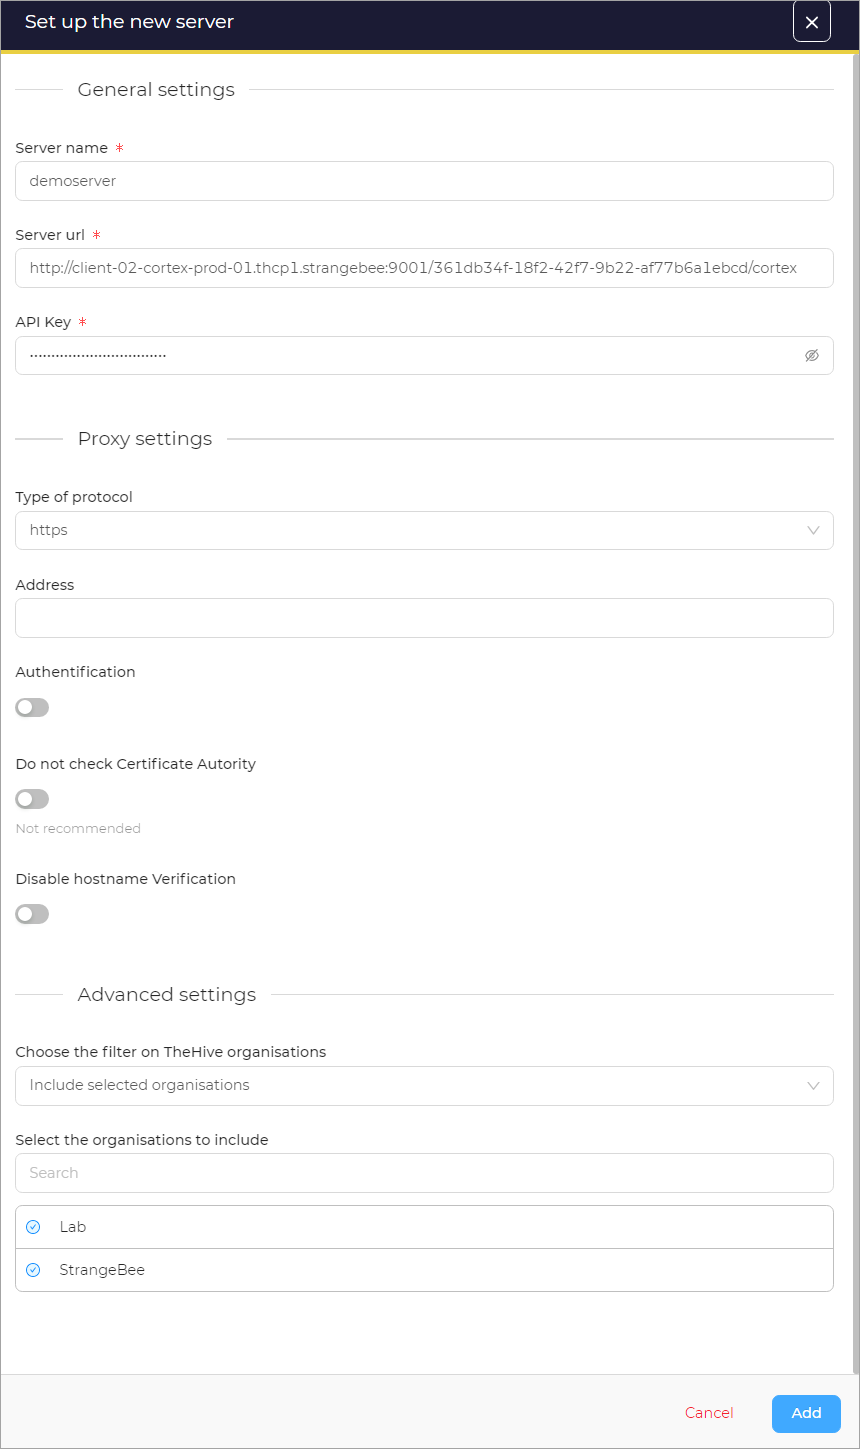 Set up the new server
General settings
Server name *
demoserver
Server url *
http://client-02-cortex-prod-01.thcp1.strangebee:9001/361db34f-18f2-42f7-9b22-af77b6a1ebcd/cortex
API Key *
································
Proxy settings
Type of protocol
https
Address
Authentification
Do not check Certificate Autority
Not recommended
Disable hostname Verification
Advanced settings
Choose the filter on TheHive organisations
Include selected organisations
Select the organisations to include
Search
Lab
StrangeBee
Cancel
Add